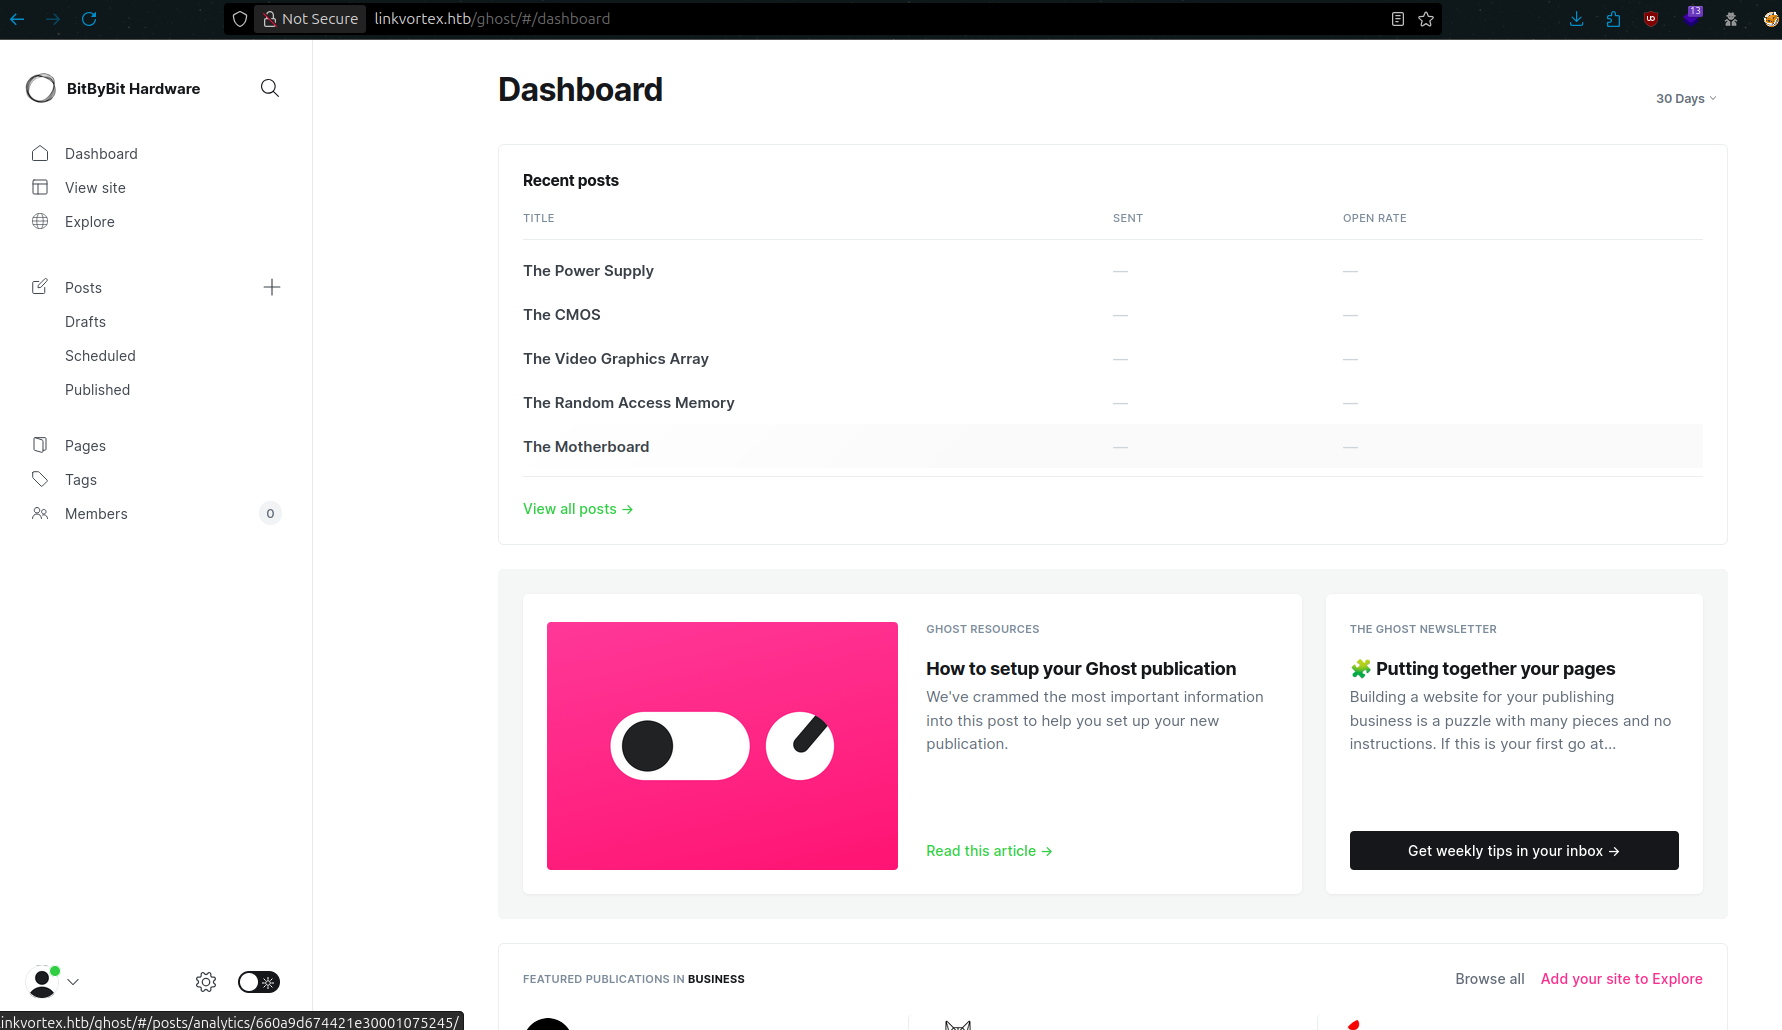 Not Secure linkvortex.htb/ghost/#/dashboard
13
BitByBit Hardware
Dashboard
View site
Explore
Posts
Drafts
Scheduled
Published
Pages
Tags
Members 0
Dashboard
30 Days
Recent posts
TITLE SENT OPEN RATE
The Power Supply — —
The CMOS — —
The Video Graphics Array — —
The Random Access Memory — —
The Motherboard — —
View all posts →
GHOST RESOURCES
How to setup your Ghost publication
We've crammed the most important information
into this post to help you set up your new
publication.
Read this article →
THE GHOST NEWSLETTER
🧩 Putting together your pages
Building a website for your publishing
business is a puzzle with many pieces and no
instructions. If this is your first go at...
Get weekly tips in your inbox →
FEATURED PUBLICATIONS IN BUSINESS
Browse all Add your site to Explore
linkvortex.htb/ghost/#/posts/analytics/660a9d674421e30001075245/